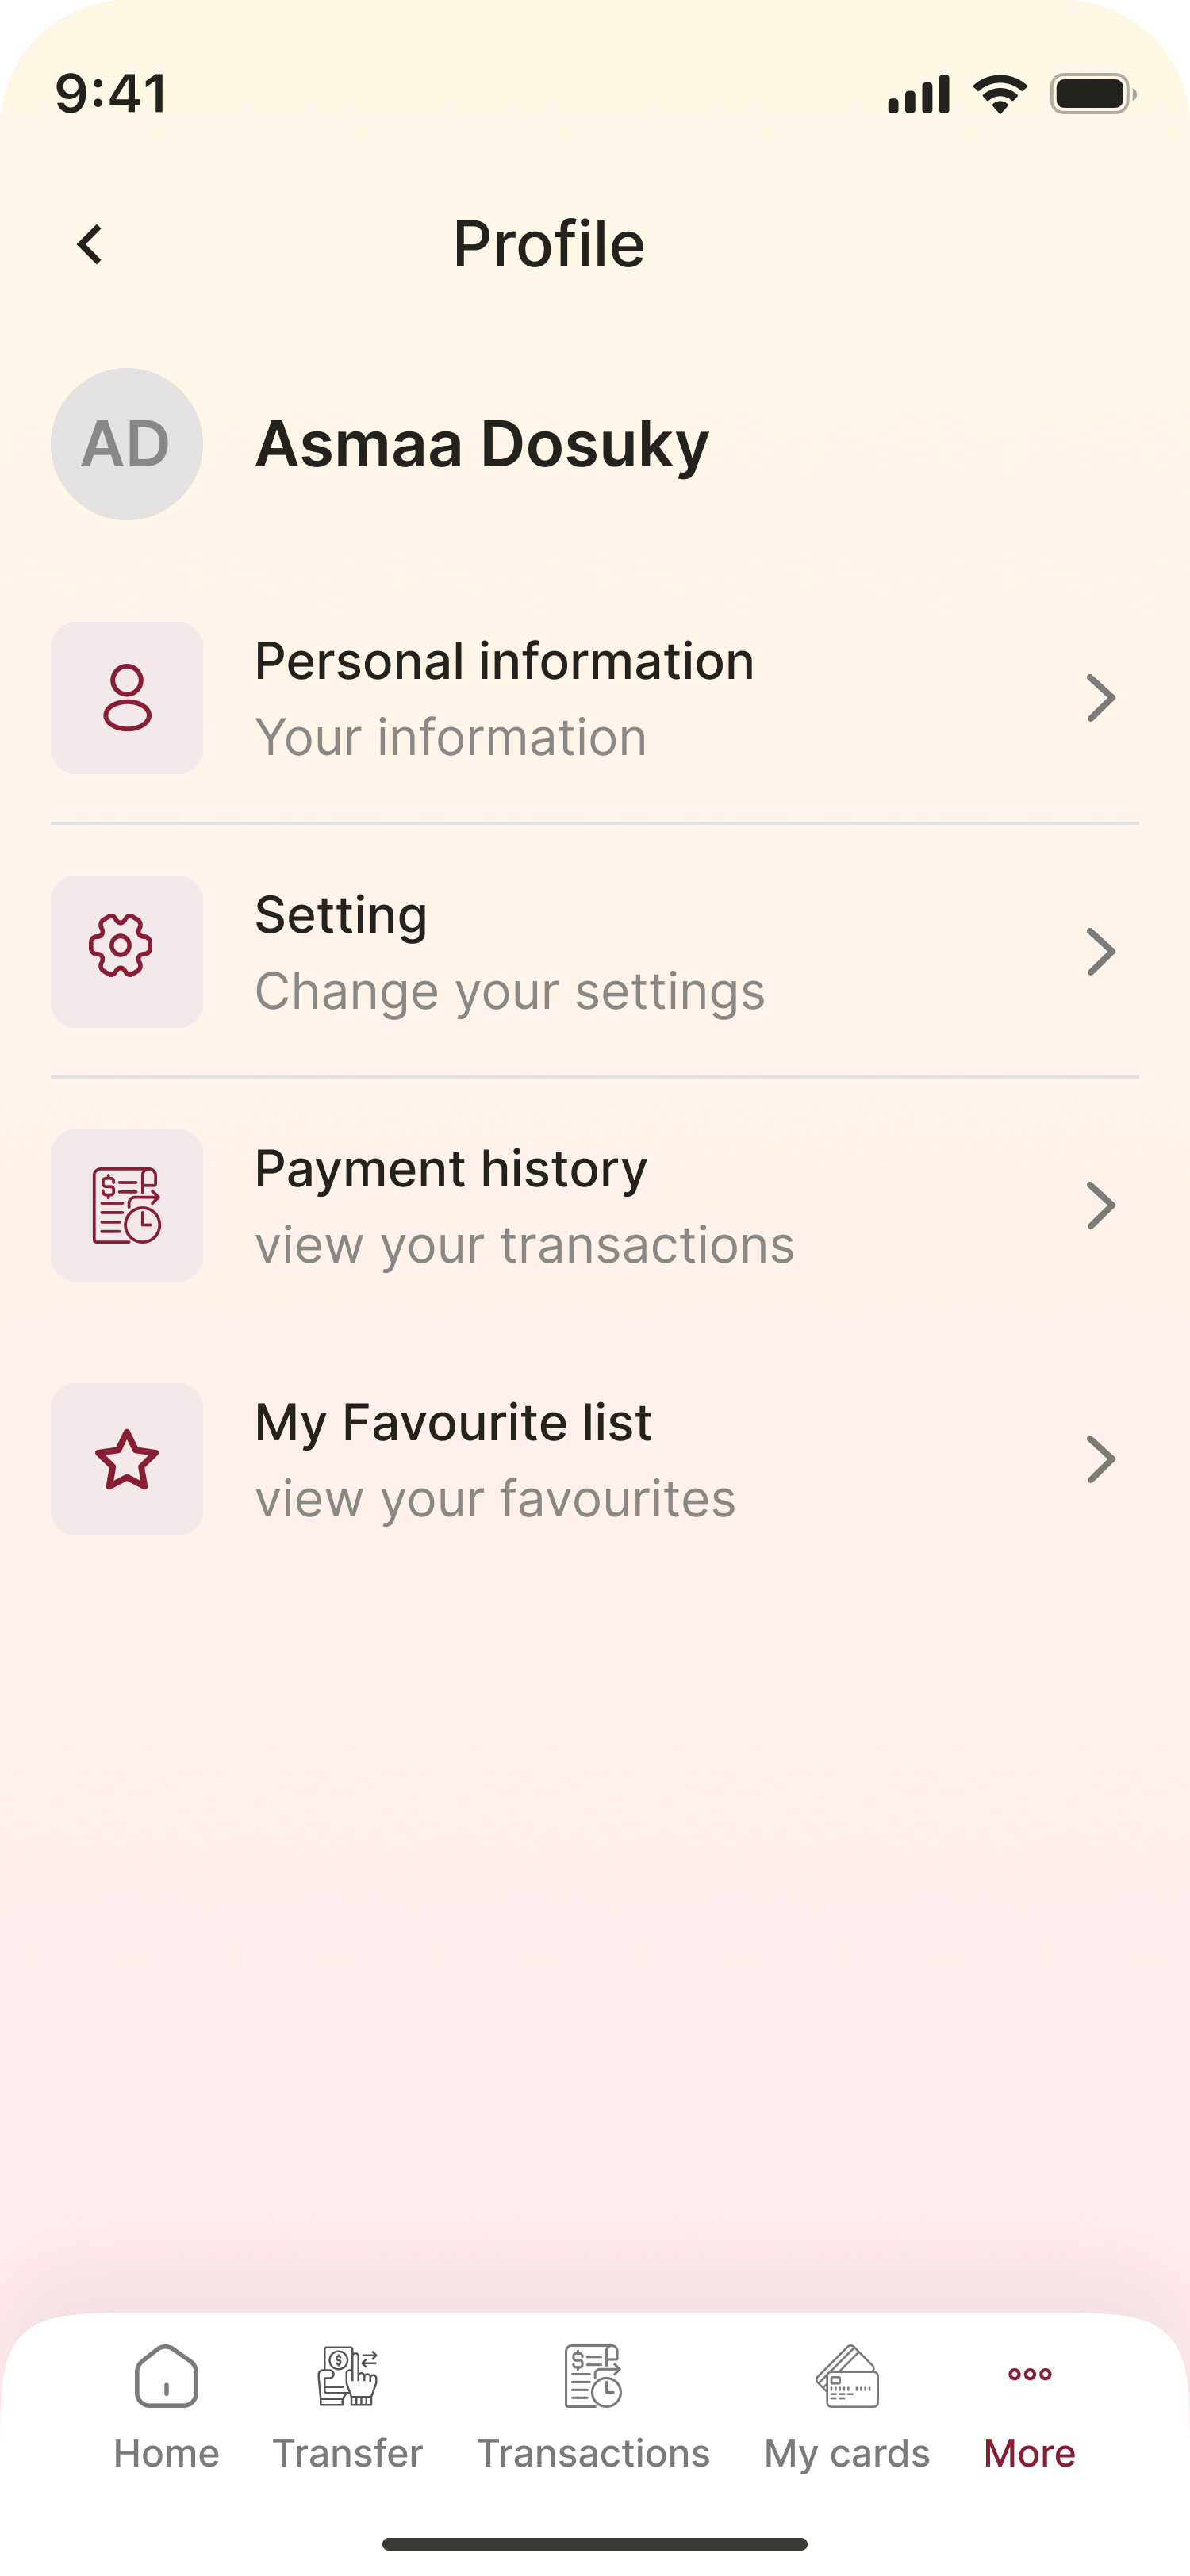 9:41
Profile
AD
Asmaa Dosuky
Personal information
Your information
Setting
Change your settings
Payment history
view your transactions
My Favourite list
view your favourites
Home
Transfer
Transactions
My cards
More